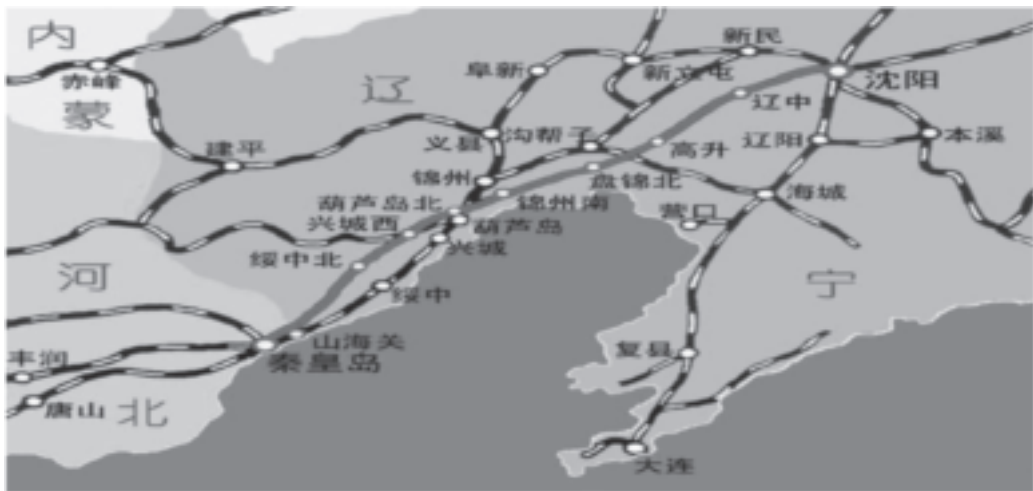 内
蒙
赤峰
辽
宁
河
北
阜新
新立屯
新民
沈阳
辽中
建平
义县
沟帮子
高升
辽阳
本溪
锦州
盘锦北
锦州南
海城
葫芦岛北
葫芦岛
营口
兴城西
兴城
绥中北
绥中
山海关
秦皇岛
丰润
唐山
复县
大连